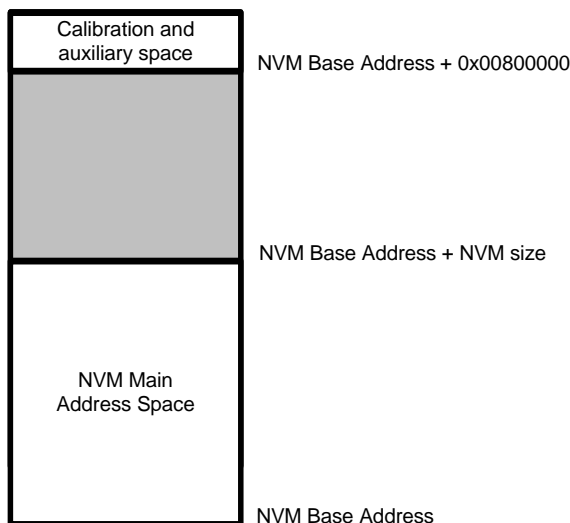 Calibration and
auxiliary space
NVM Base Address + 0x00800000
NVM Base Address + NVM size
NVM Main
Address Space
NVM Base Address